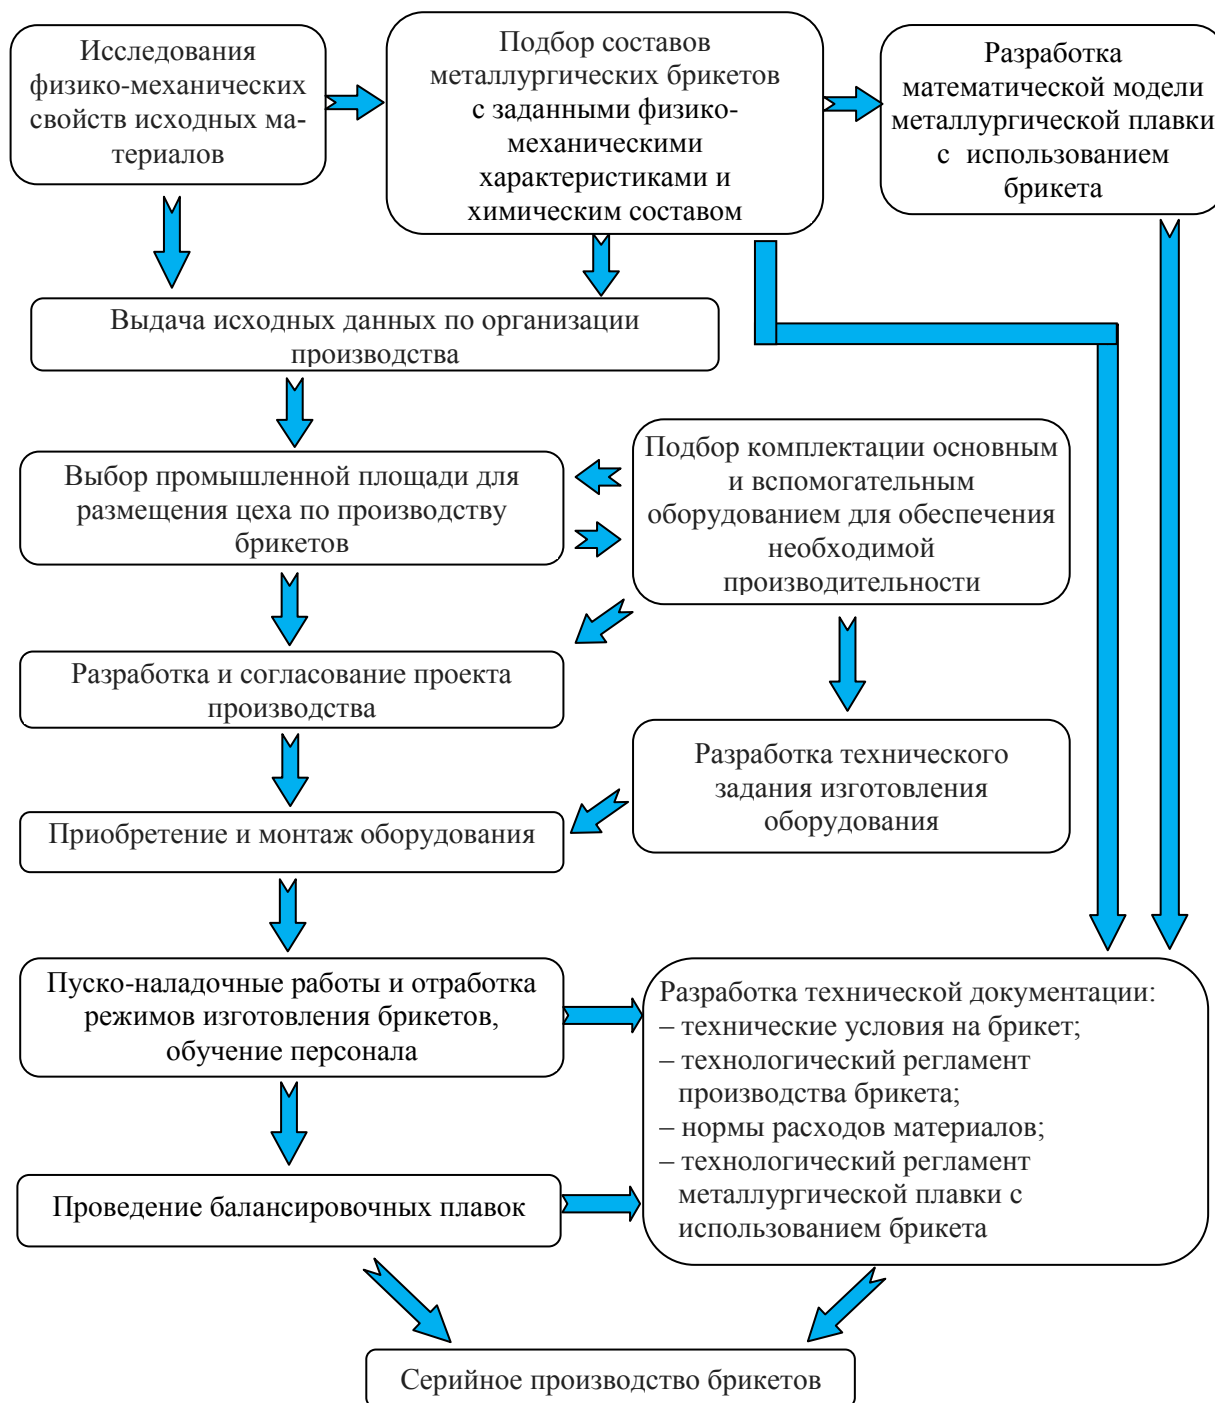 Исследования
физико-механических
свойств исходных ма-
териалов
Подбор составов
металлургических брикетов
с заданными физико-
механическими
характеристиками и
химическим составом
Разработка
математической модели
металлургической плавки
с использованием
брикета
Выдача исходных данных по организации
производства
Выбор промышленной площади для
размещения цеха по производству
брикетов
Подбор комплектации основным
и вспомогательным
оборудованием для обеспечения
необходимой
производительности
Разработка и согласование проекта
производства
Разработка технического
задания изготовления
оборудования
Приобретение и монтаж оборудования
Пуско-наладочные работы и отработка
режимов изготовления брикетов,
обучение персонала
Разработка технической документации:
– технические условия на брикет;
– технологический регламент
производства брикета;
– нормы расходов материалов;
– технологический регламент
металлургической плавки с
использованием брикета
Проведение балансировочных плавок
Серийное производство брикетов